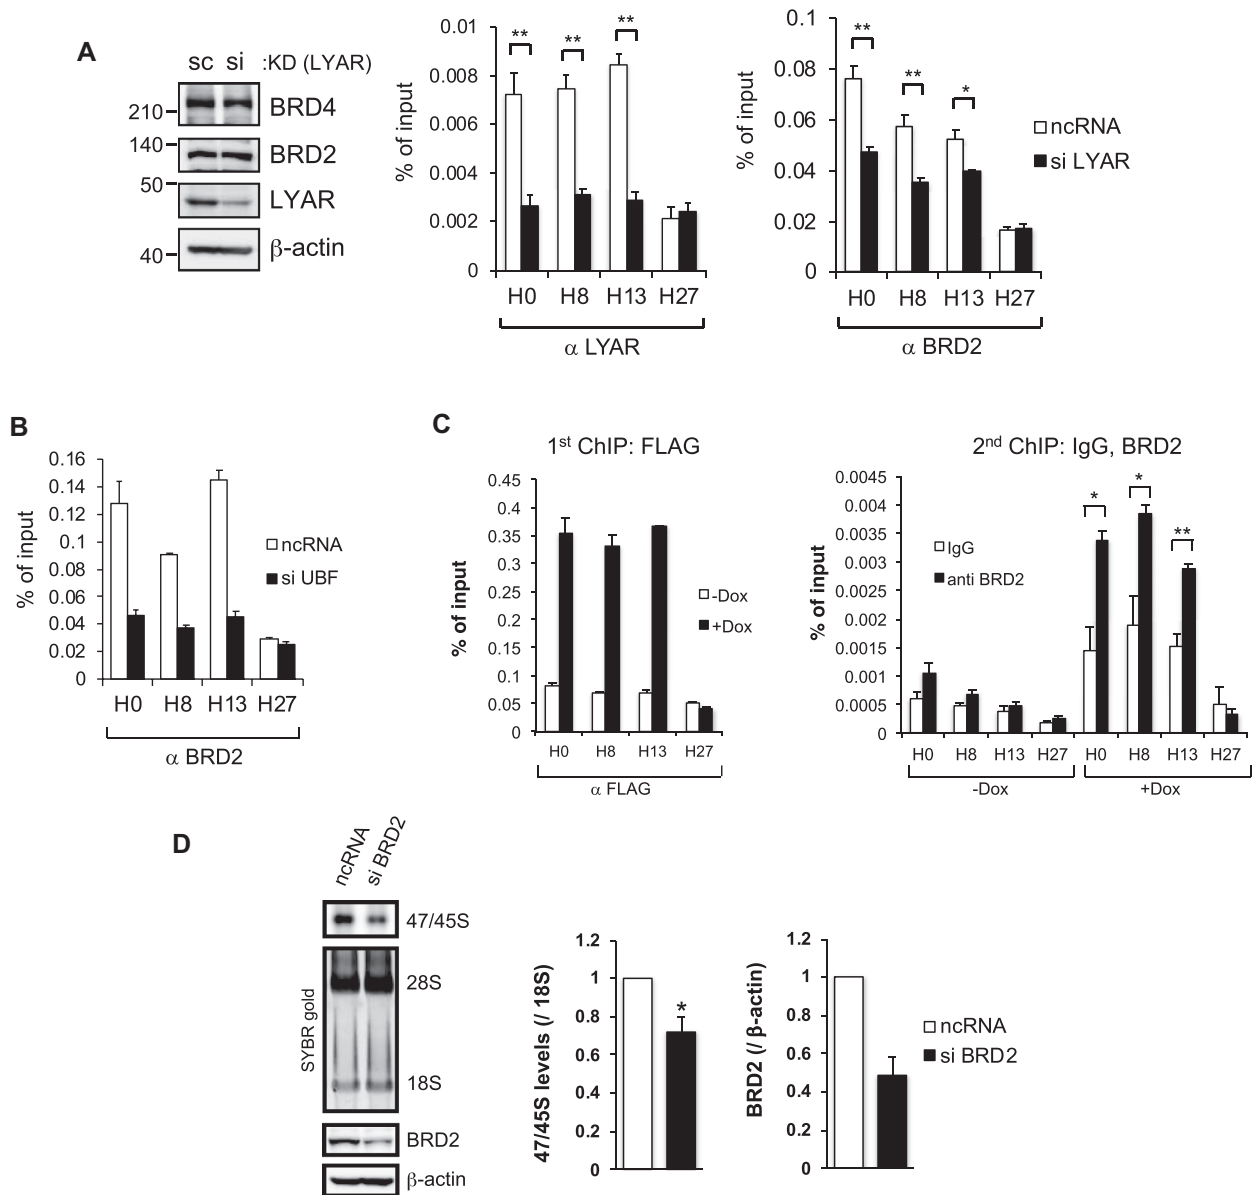 A
sc si :KD (LYAR)
210
BRD4
140
BRD2
50
LYAR
40
β-actin
% of input
0.01
0.008
0.006
0.004
0.002
0
** ** **
H0 H8 H13 H27
α LYAR
% of input
0.1
0.08
0.06
0.04
0.02
0
** ** *
H0 H8 H13 H27
α BRD2
ncRNA
si LYAR
B
% of input
0.16
0.14
0.12
0.1
0.08
0.06
0.04
0.02
0
H0 H8 H13 H27
α BRD2
ncRNA
si UBF
C
1st ChIP: FLAG
% of input
0.45
0.4
0.35
0.3
0.25
0.2
0.15
0.1
0.05
0
H0 H8 H13 H27
α FLAG
-Dox
+Dox
2nd ChIP: IgG, BRD2
% of input
0.0045
0.004
0.0035
0.003
0.0025
0.002
0.0015
0.001
0.0005
0
IgG
anti BRD2
* * **
H0 H8 H13 H27 H0 H8 H13 H27
-Dox +Dox
D
ncRNA
si BRD2
47/45S
SYBR gold
28S
18S
BRD2
β-actin
47/45S levels (/ 18S)
1.2
1
0.8
0.6
0.4
0.2
0
*
BRD2 (/ β-actin)
1.2
1
0.8
0.6
0.4
0.2
0
ncRNA
si BRD2